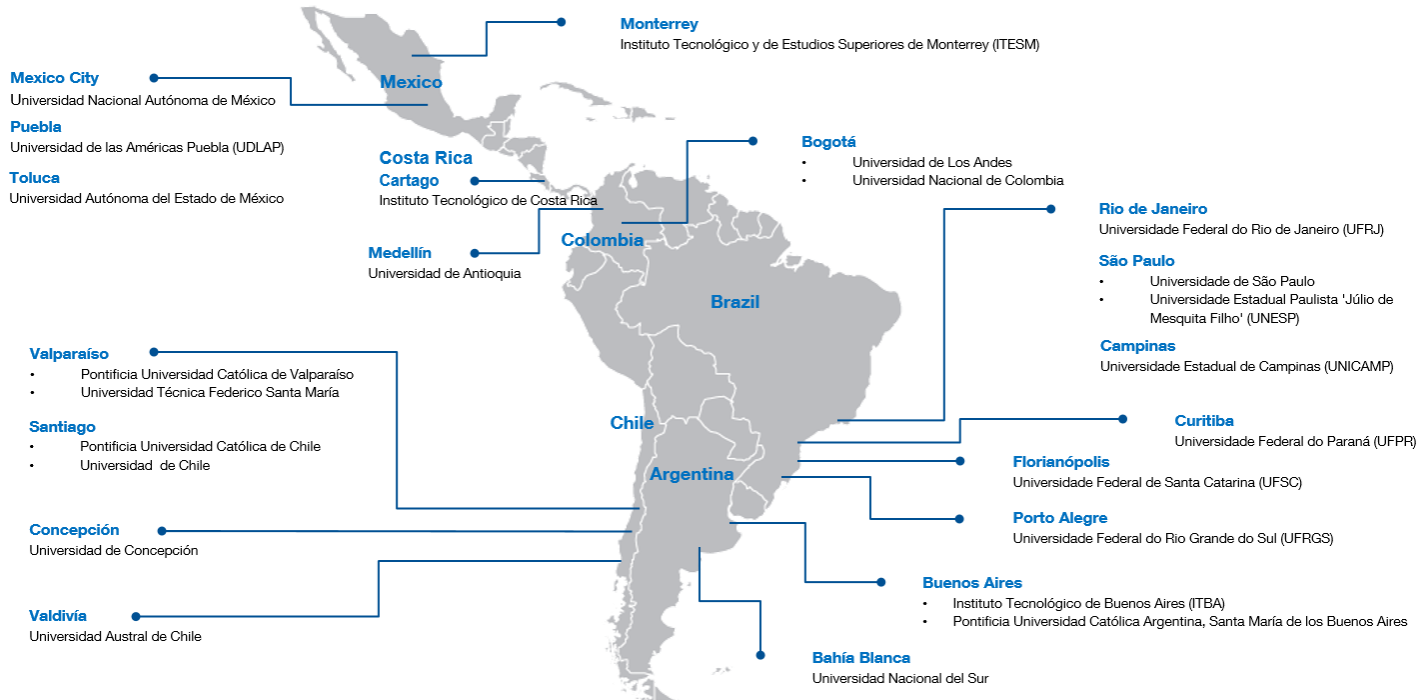 Monterrey
Instituto Tecnológico y de Estudios Superiores de Monterrey (ITESM)
Mexico
Mexico City
Universidad Nacional Autónoma de México
Puebla
Universidad de las Américas Puebla (UDLAP)
Toluca
Universidad Autónoma del Estado de México
Costa Rica
Cartago
Instituto Tecnológico de Costa Rica
Bogotá
• Universidad de Los Andes
• Universidad Nacional de Colombia
Colombia
Medellín
Universidad de Antioquia
Brazil
Rio de Janeiro
Universidade Federal do Rio de Janeiro (UFRJ)
São Paulo
• Universidade de São Paulo
• Universidade Estadual Paulista 'Júlio de
Mesquita Filho' (UNESP)
Campinas
Universidade Estadual de Campinas (UNICAMP)
Valparaíso
• Pontificia Universidad Católica de Valparaíso
• Universidad Técnica Federico Santa María
Santiago
• Pontificia Universidad Católica de Chile
• Universidad  de Chile
Chile
Curitiba
Universidade Federal do Paraná (UFPR)
Florianópolis
Universidade Federal de Santa Catarina (UFSC)
Argentina
Porto Alegre
Universidade Federal do Rio Grande do Sul (UFRGS)
Concepción
Universidad de Concepción
Buenos Aires
• Instituto Tecnológico de Buenos Aires (ITBA)
• Pontificia Universidad Católica Argentina, Santa María de los Buenos Aires
Valdivía
Universidad Austral de Chile
Bahía Blanca
Universidad Nacional del Sur